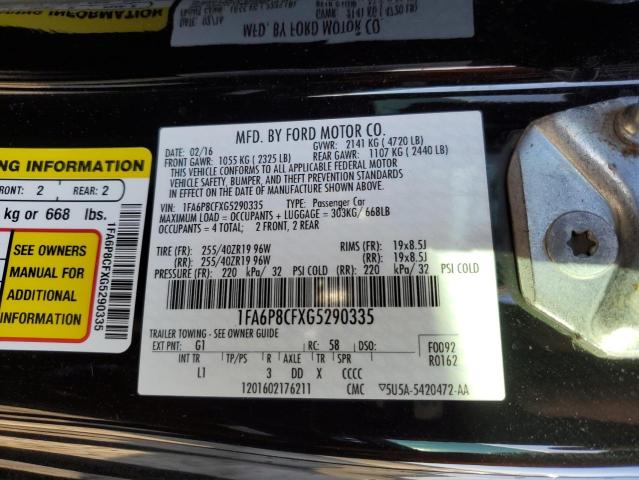 MFD. BY FORD MOTOR CO.
DATE: 02/16 GVWR: 2141 KG ( 4720 LB)
FRONT GAWR: 1055 KG ( 2325 LB) REAR GAWR: 1107 KG ( 2440 LB)
THIS VEHICLE CONFORMS TO ALL APPLICABLE FEDERAL MOTOR
VEHICLE SAFETY, BUMPER, AND THEFT PREVENTION STANDARDS IN
EFFECT ON THE DATE OF MANUFACTURE SHOWN ABOVE.
VIN: 1FA6P8CFXG5290335 TYPE: Passenger Car
MAXIMUM LOAD = OCCUPANTS + LUGGAGE = 303KG/668LB
OCCUPANTS = 4 TOTAL; 2 FRONT, 2 REAR
TIRE (FR): 255/40ZR19 96W RIMS (FR): 19x8.5J
(RR): 255/40ZR19 96W (RR): 19x8.5J
PRESSURE (FR): 220 kPa/ 32 PSI COLD (RR): 220 kPa/ 32 PSI COLD
1FA6P8CFXG5290335
TRAILER TOWING - SEE OWNER GUIDE
EXT PNT: G1 RC: 58 DSO: F0092
INT TR TP/PS R AXLE TR SPR R0162
L1 3 DD X CCCC
1201602176211 CMC 5U5A-5420472-AA
NG INFORMATION
FRONT: 2 REAR: 2
kg or 668 lbs.
SEE OWNERS
MANUAL FOR
ADDITIONAL
INFORMATION
1FA6P8CFXG5290335
MFD. BY FORD MOTOR CO.